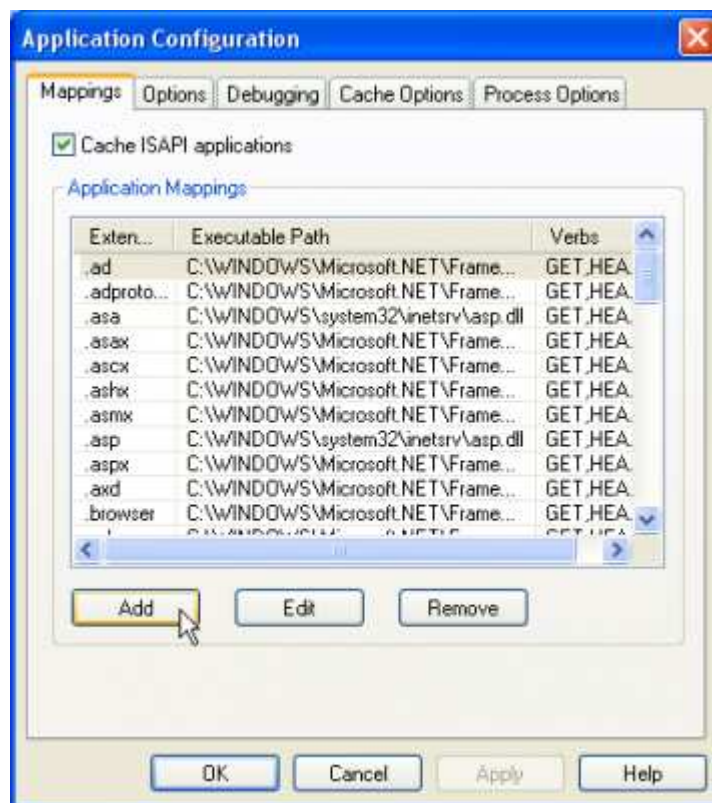 Application Configuration
Mappings Options Debugging Cache Options Process Options
Cache ISAPI applications
Application Mappings
Exten... Executable Path Verbs
.ad C:\WINDOWS\Microsoft.NET\Frame... GET,HEA
.adproto... C:\WINDOWS\Microsoft.NET\Frame... GET,HEA
.asa C:\WINDOWS\system32\inetsrv\asp.dll GET,HEA
.asax C:\WINDOWS\Microsoft.NET\Frame... GET,HEA
.ascx C:\WINDOWS\Microsoft.NET\Frame... GET,HEA
.ashx C:\WINDOWS\Microsoft.NET\Frame... GET,HEA
.asmx C:\WINDOWS\Microsoft.NET\Frame... GET,HEA
.asp C:\WINDOWS\system32\inetsrv\asp.dll GET,HEA
.aspx C:\WINDOWS\Microsoft.NET\Frame... GET,HEA
.axd C:\WINDOWS\Microsoft.NET\Frame... GET,HEA
.browser C:\WINDOWS\Microsoft.NET\Frame... GET,HEA
Add Edit Remove
OK Cancel Apply Help